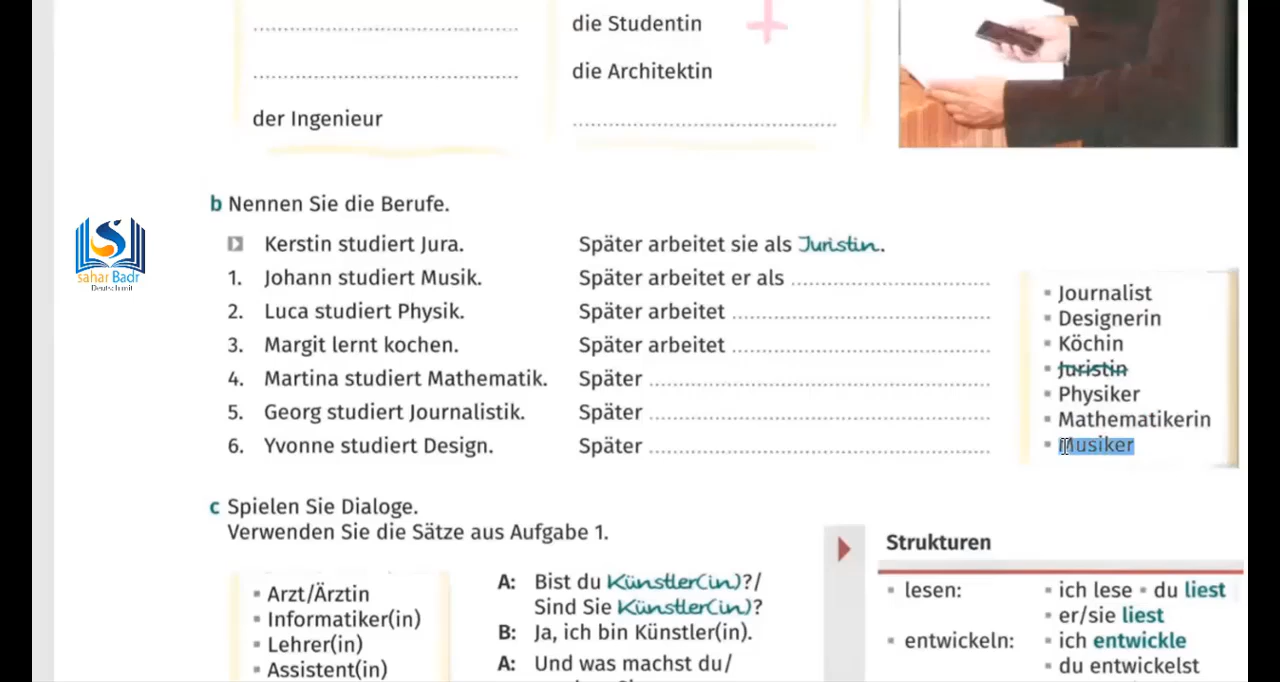 die Studentin
die Architektin
der Ingenieur
b Nennen Sie die Berufe.
Kerstin studiert Jura. Später arbeitet sie als Juristin.
1. Johann studiert Musik. Später arbeitet er als
2. Luca studiert Physik. Später arbeitet
3. Margit lernt kochen. Später arbeitet
4. Martina studiert Mathematik. Später
5. Georg studiert Journalistik. Später
6. Yvonne studiert Design. Später
Journalist
Designerin
Köchin
Juristin
Physiker
Mathematikerin
Musiker
sahar Badr
Deutsch mit
c Spielen Sie Dialoge.
Verwenden Sie die Sätze aus Aufgabe 1.
Arzt/Ärztin
Informatiker(in)
Lehrer(in)
Assistent(in)
A: Bist du Künstler(in)?/
Sind Sie Künstler(in)?
B: Ja, ich bin Künstler(in).
A: Und was machst du/
Strukturen
lesen: ▪ ich lese ▪ du liest
▪ er/sie liest
entwickeln: ▪ ich entwickle
▪ du entwickelst